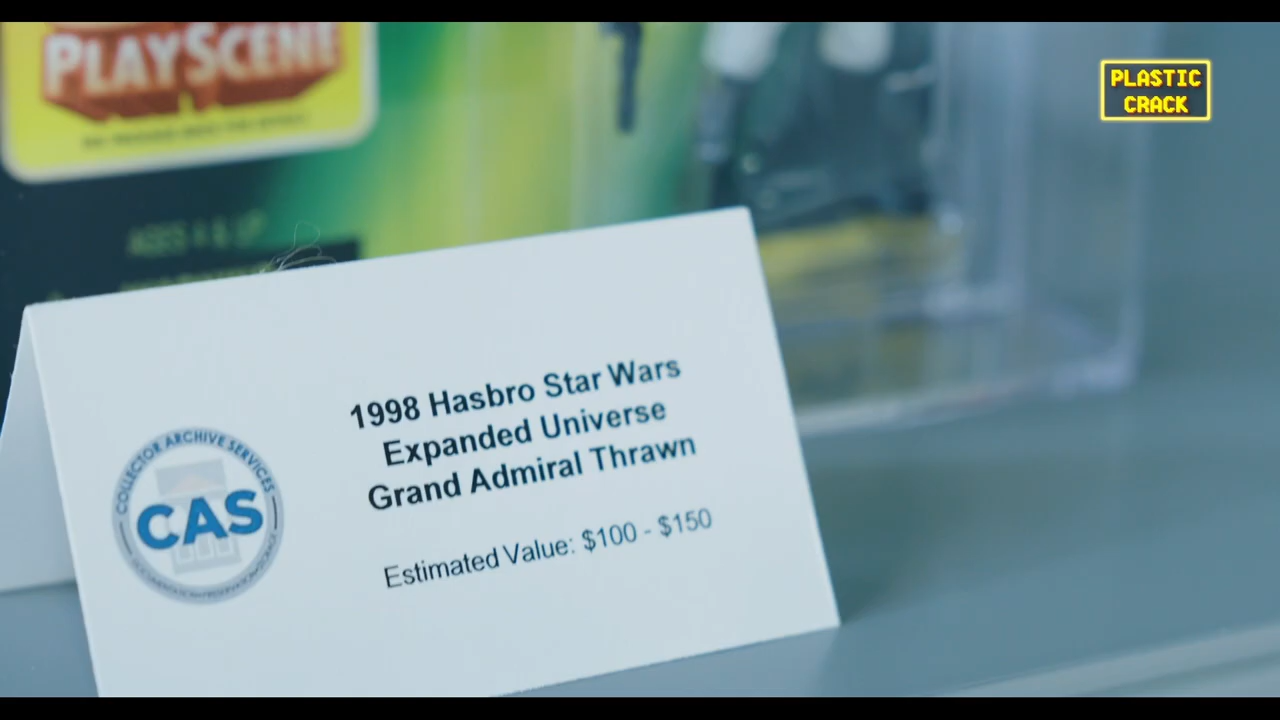 PLAYSCENE
PLASTIC
CRACK
AGES 4 & UP
1998 Hasbro Star Wars
Expanded Universe
Grand Admiral Thrawn
Estimated Value: $100 - $150
COLLECTOR ARCHIVE SERVICES
CAS